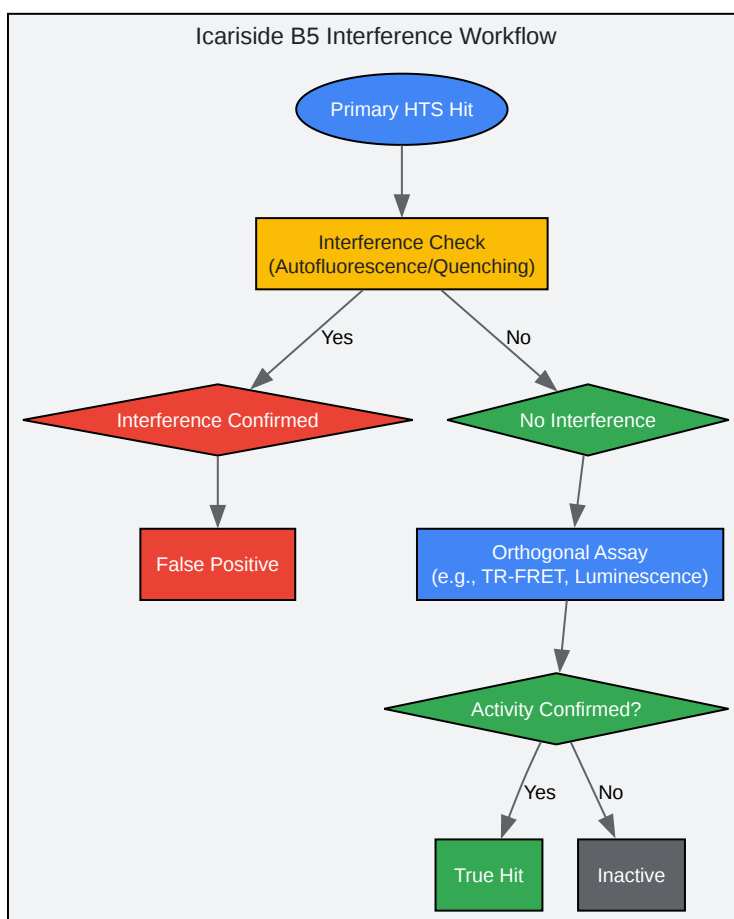 Icariside B5 Interference Workflow
Primary HTS Hit
Interference Check
(Autofluorescence/Quenching)
Yes
No
Interference Confirmed
No Interference
False Positive
Orthogonal Assay
(e.g., TR-FRET, Luminescence)
Activity Confirmed?
Yes
No
True Hit
Inactive